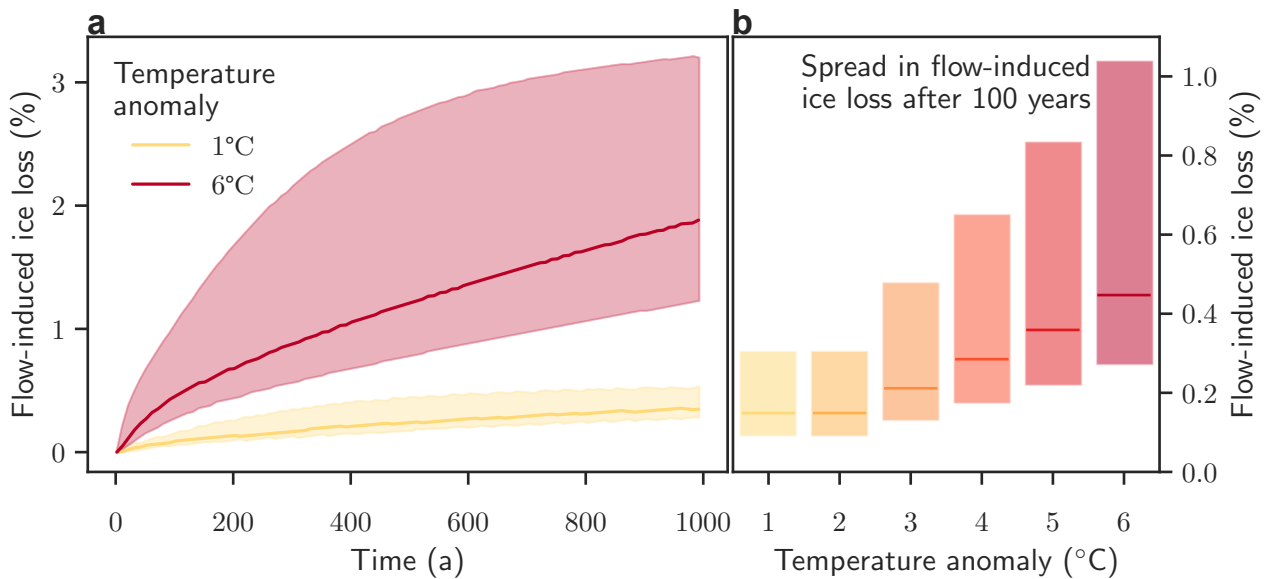 a
Temperature
anomaly
1°C
6°C
Flow-induced ice loss (%)
3
2
1
0
0 200 400 600 800 1000
Time (a)
b
Spread in flow-induced
ice loss after 100 years
1.0
0.8
0.6
0.4
0.2
0.0
Flow-induced ice loss (%)
1 2 3 4 5 6
Temperature anomaly (°C)